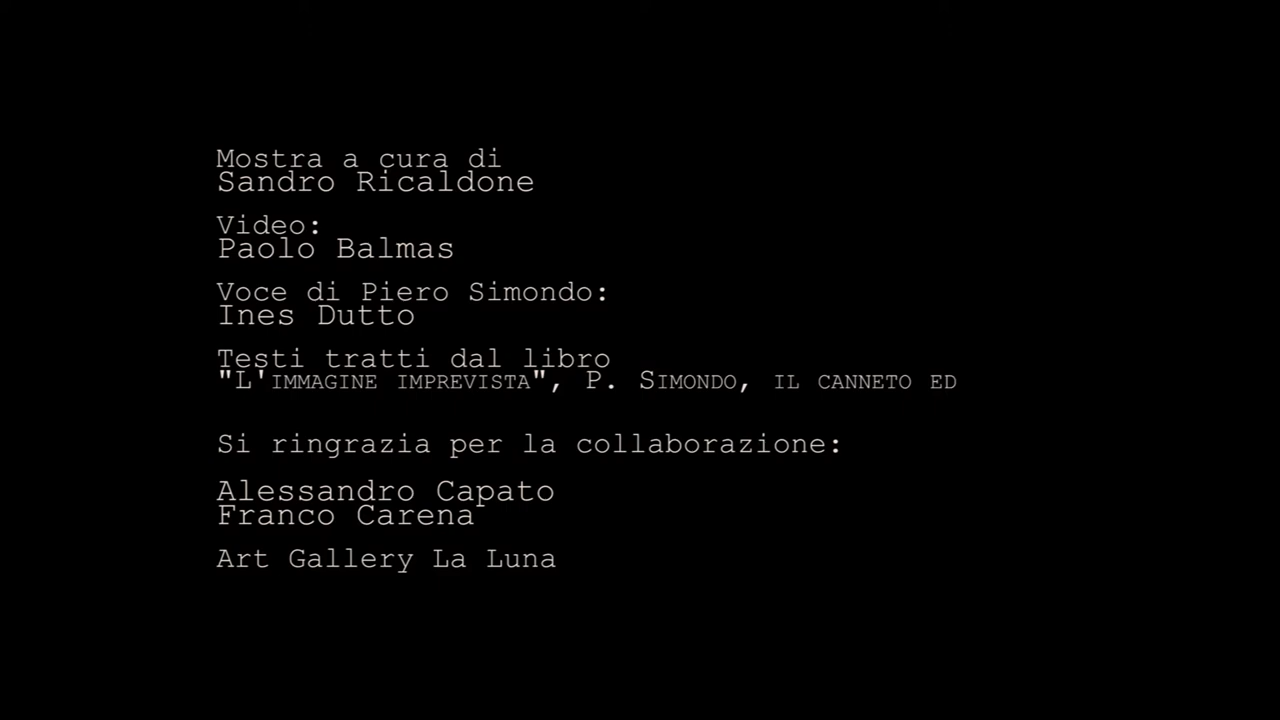 Mostra a cura di
Sandro Ricaldone
Video:
Paolo Balmas
Voce di Piero Simondo:
Ines Dutto
Testi tratti dal libro
"L'IMMAGINE IMPREVISTA", P. SIMONDO, IL CANNETO ED
Si ringrazia per la collaborazione:
Alessandro Capato
Franco Carena
Art Gallery La Luna